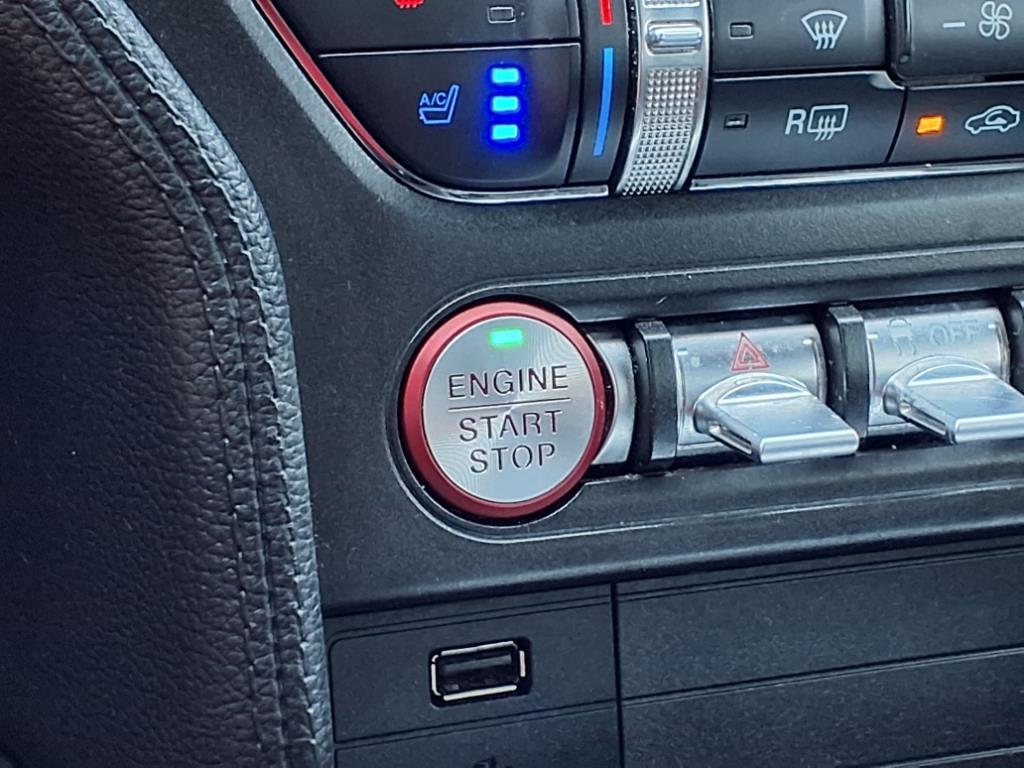 A/C
R
OFF
ENGINE
START
STOP